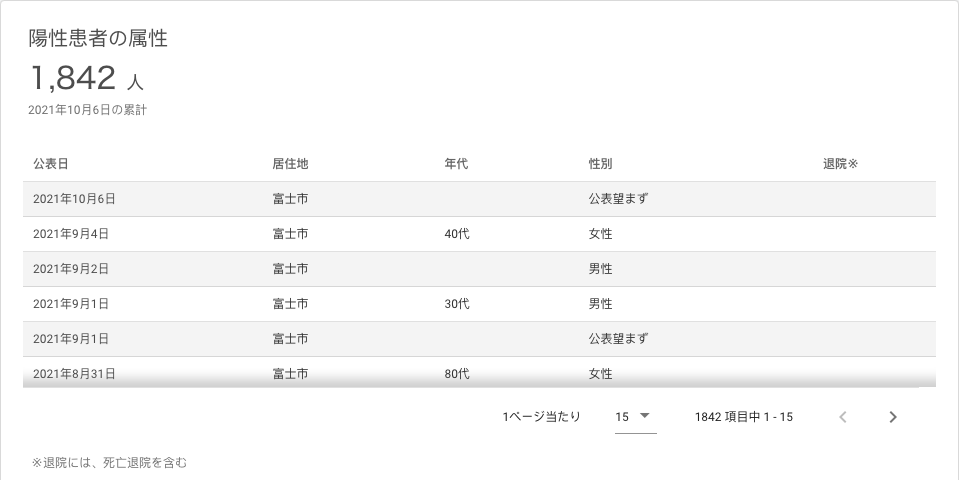 陽性患者の属性
1,842 人
2021年10月6日の累計
公表日 居住地 年代 性別 退院※
2021年10月6日 富士市 公表望まず
2021年9月4日 富士市 40代 女性
2021年9月2日 富士市 男性
2021年9月1日 富士市 30代 男性
2021年9月1日 富士市 公表望まず
2021年8月31日 富士市 80代 女性
1ページ当たり 15 1842 項目中 1 - 15
※退院には、死亡退院を含む